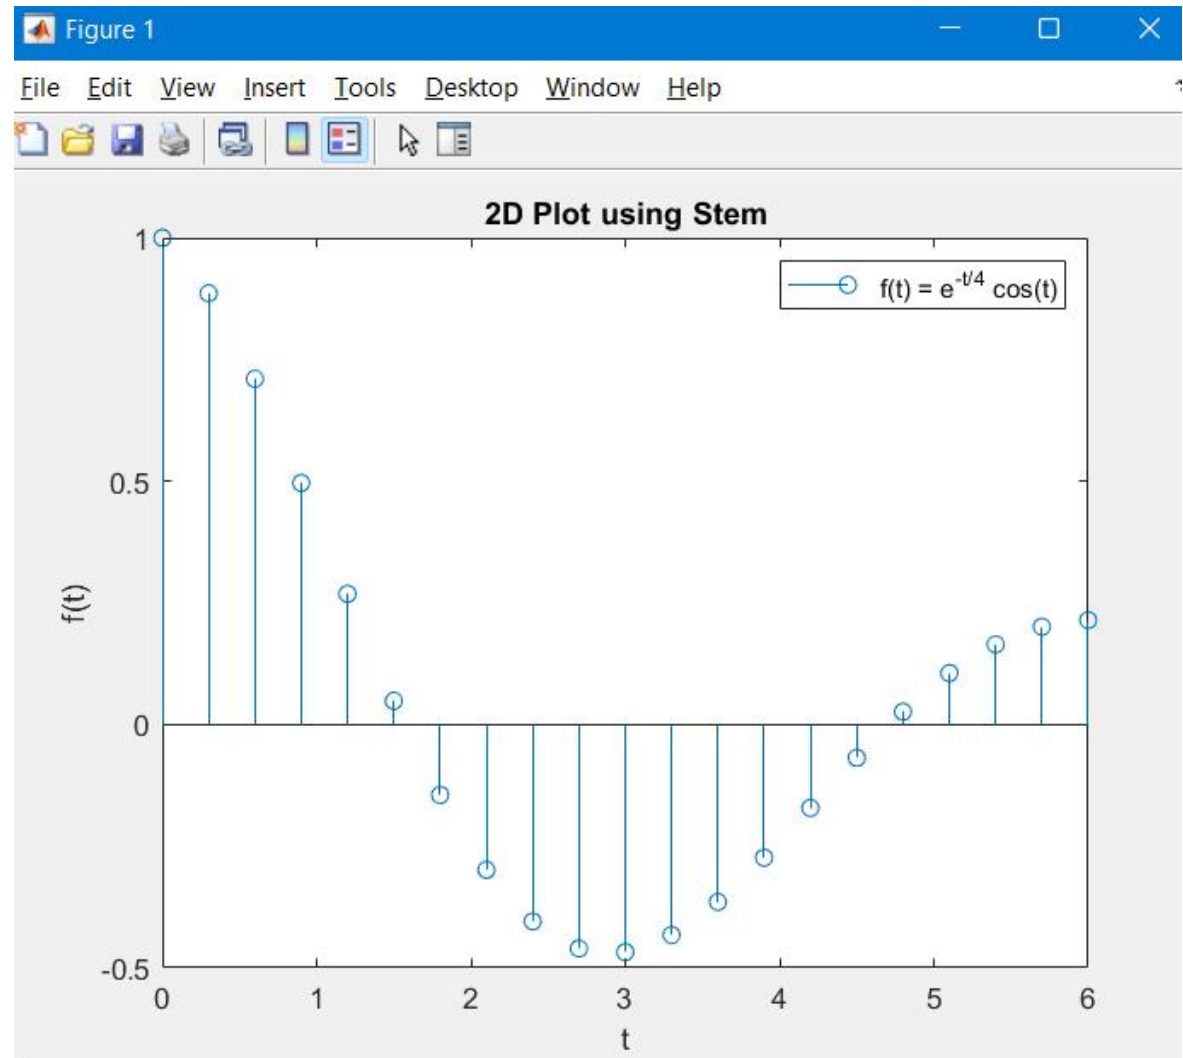 Figure 1
File Edit View Insert Tools Desktop Window Help
2D Plot using Stem
1
f(t) = e^{-t/4} cos(t)
0.5
f(t)
0
-0.5
0 1 2 3 4 5 6
t